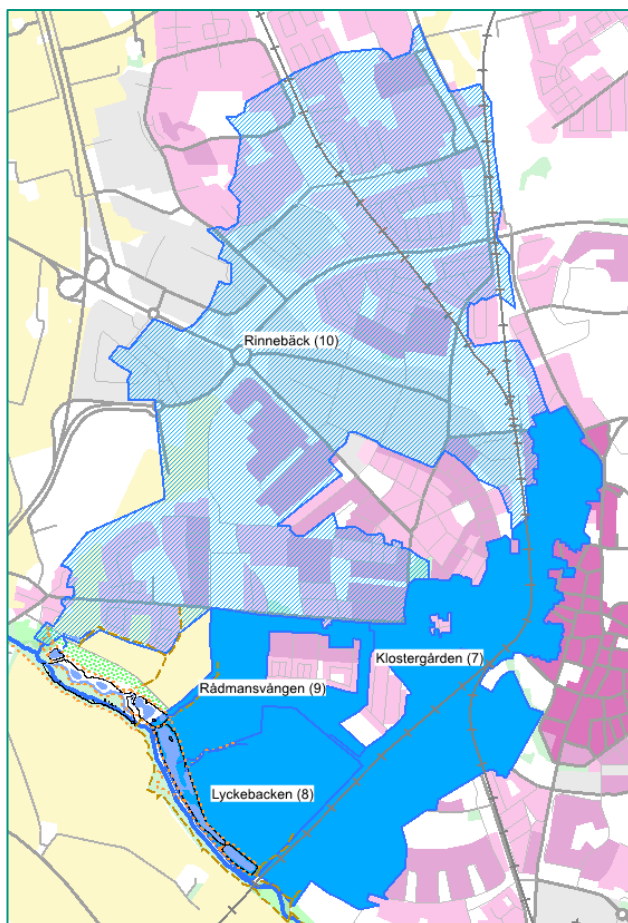 Rinnebäck (10)
Klostergården (7)
Rådmansvången (9)
Lyckebacken (8)